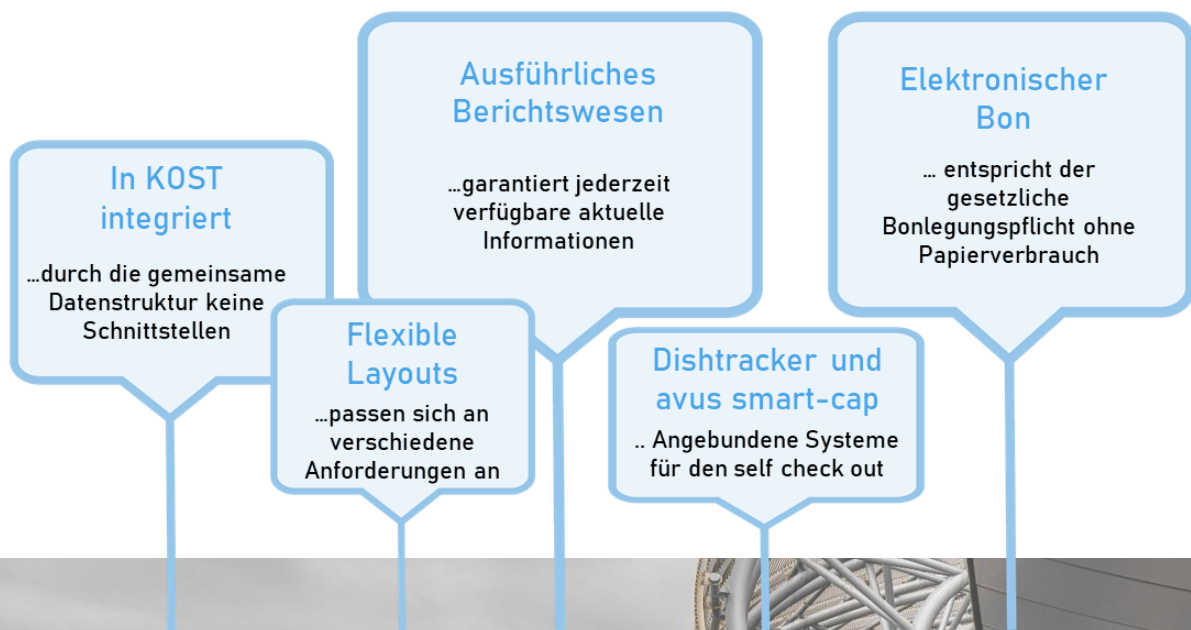 In KOST
integriert
…durch die gemeinsame
Datenstruktur keine
Schnittstellen
Flexible
Layouts
…passen sich an
verschiedene
Anforderungen an
Ausführliches
Berichtswesen
…garantiert jederzeit
verfügbare aktuelle
Informationen
Dishtracker und
avus smart-cap
.. Angebundene Systeme
für den self check out
Elektronischer
Bon
… entspricht der
gesetzliche
Bonlegungspflicht ohne
Papierverbrauch